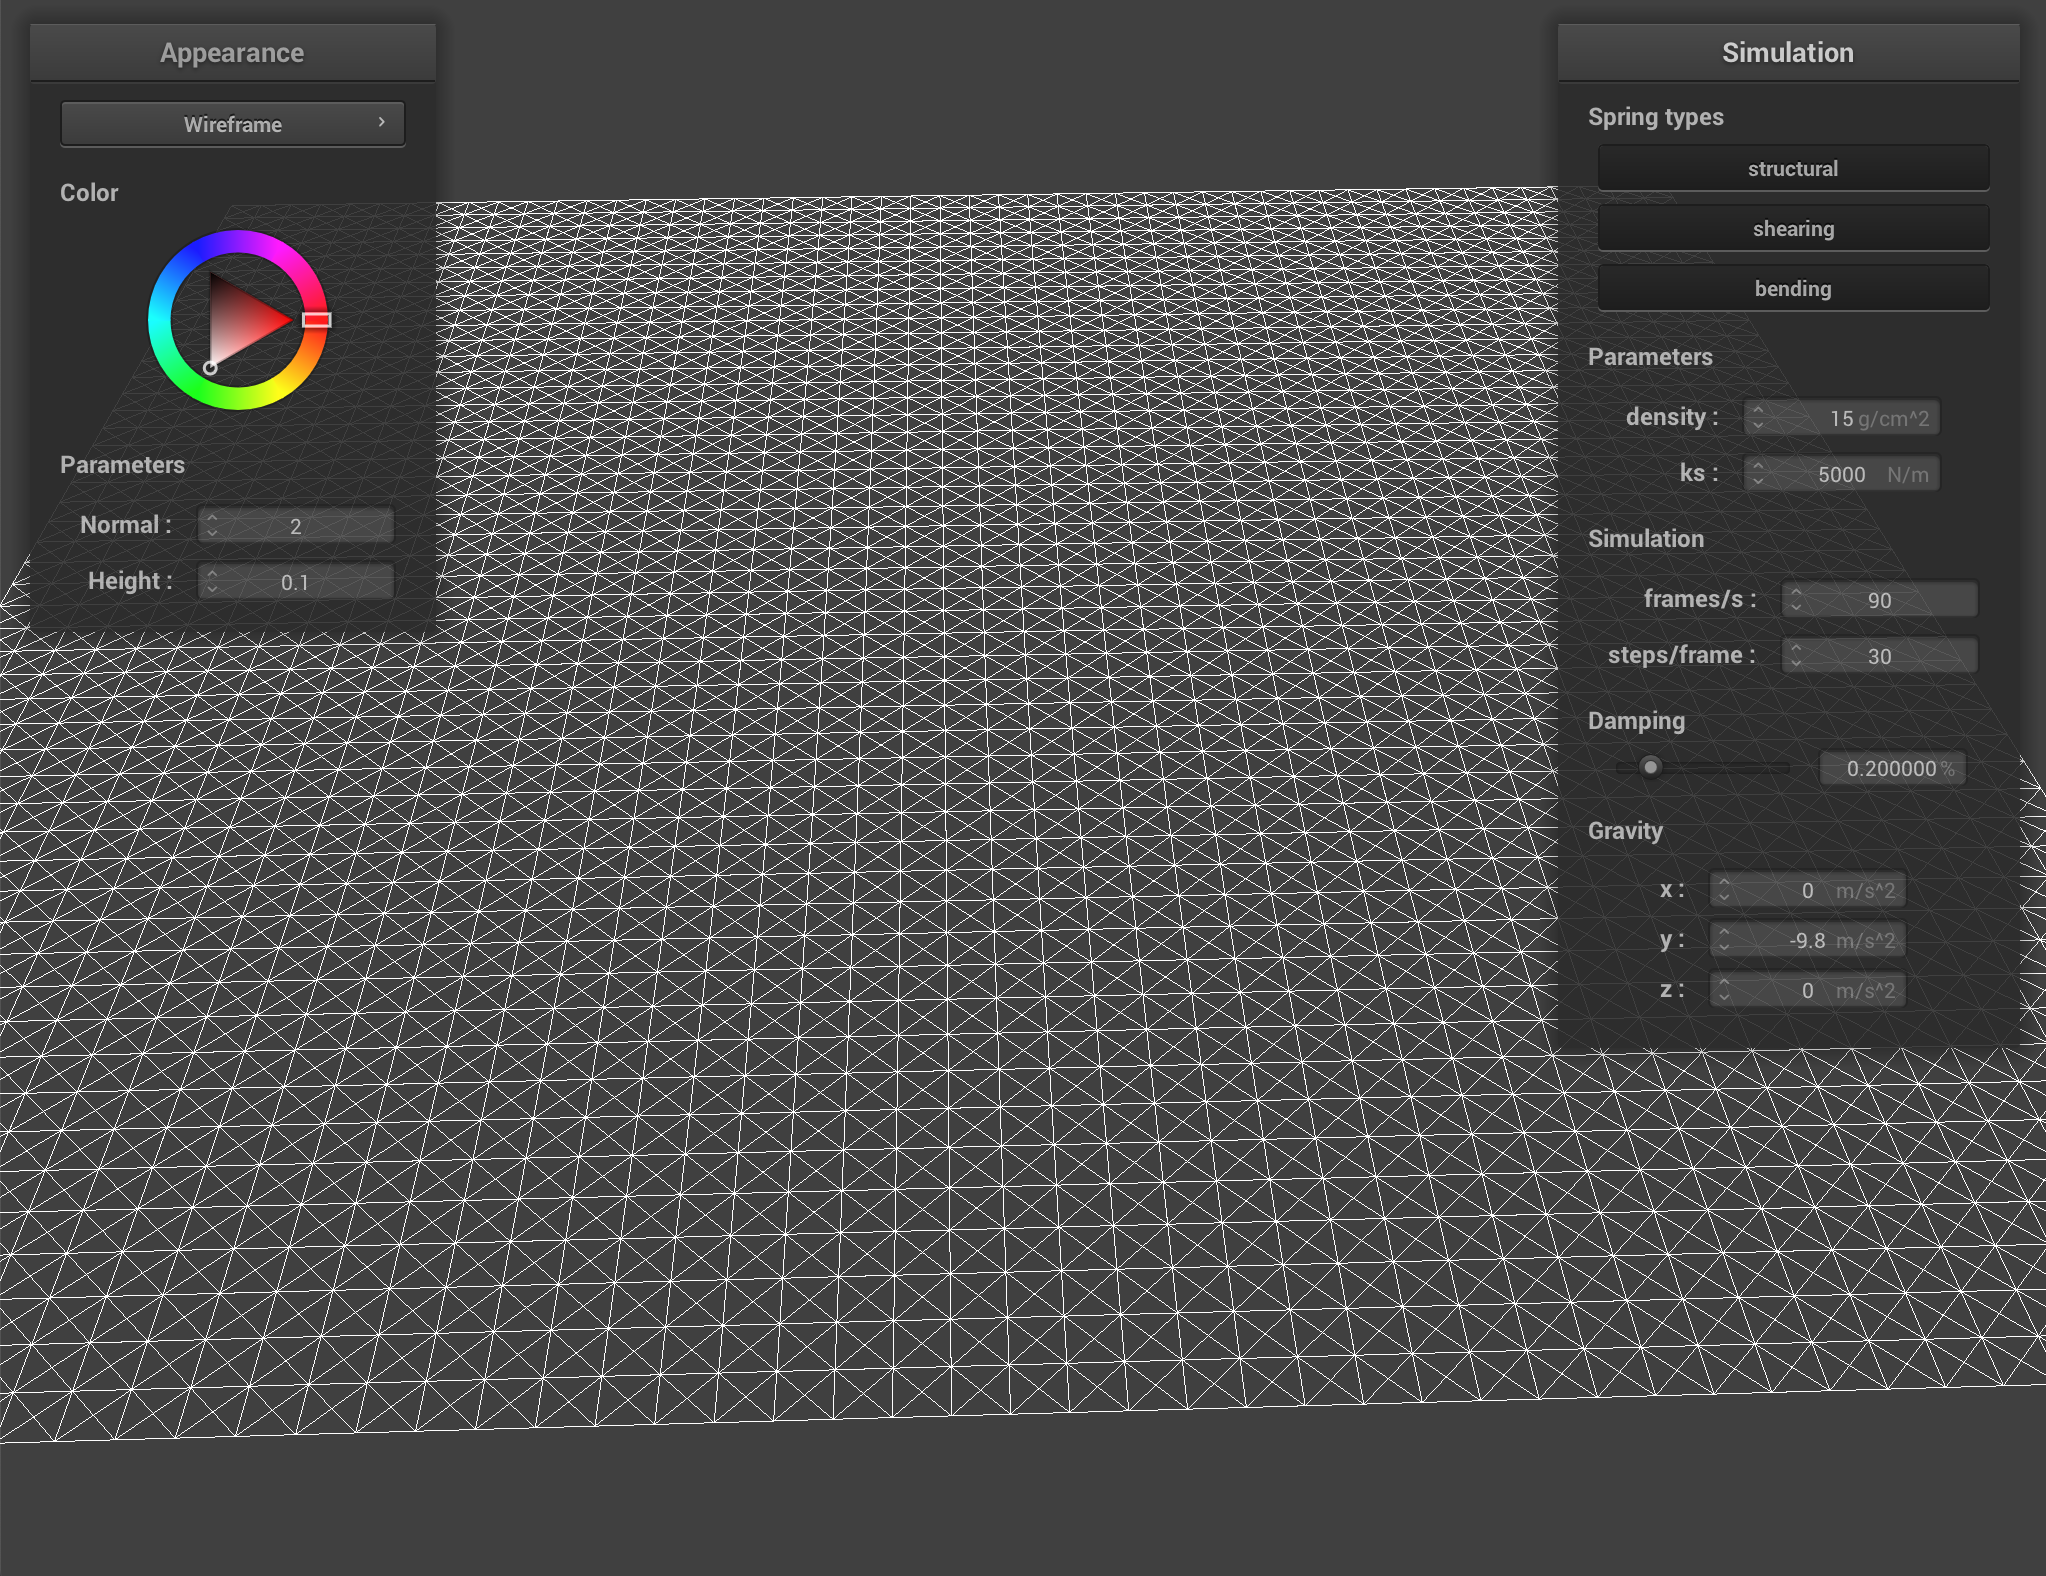 Appearance
Wireframe
Color
Parameters
Normal : 2
Height : 0.1
Simulation
Spring types
structural
shearing
bending
Parameters
density : 15 g/cm^2
ks : 5000 N/m
Simulation
frames/s : 90
steps/frame : 30
Damping
0.200000 %
Gravity
x : 0 m/s^2
y : -9.8 m/s^2
z : 0 m/s^2